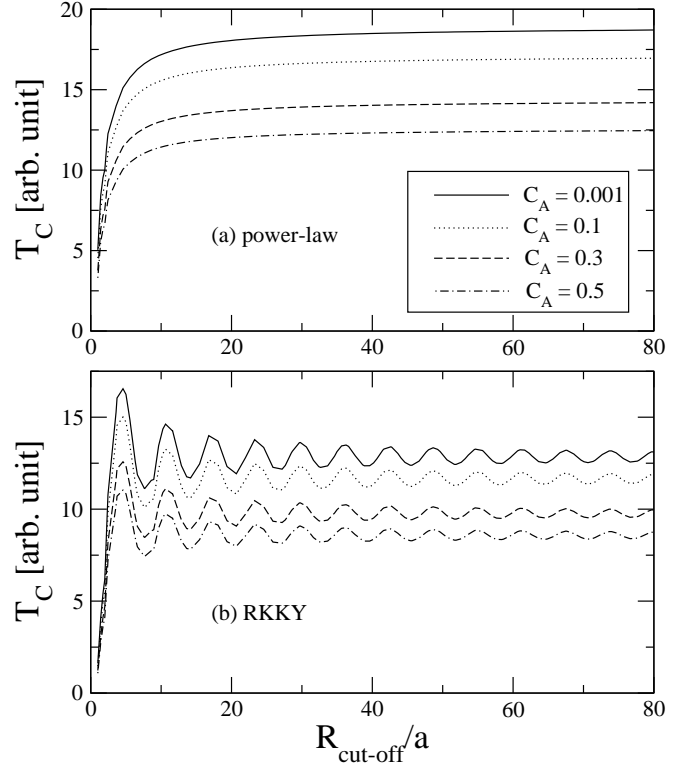 20
15
10
5
0
T_C [arb. unit]
(a) power-law
C_A = 0.001
C_A = 0.1
C_A = 0.3
C_A = 0.5
0 20 40 60 80
15
10
5
0
T_C [arb. unit]
(b) RKKY
0 20 40 60 80
R_cut-off/a